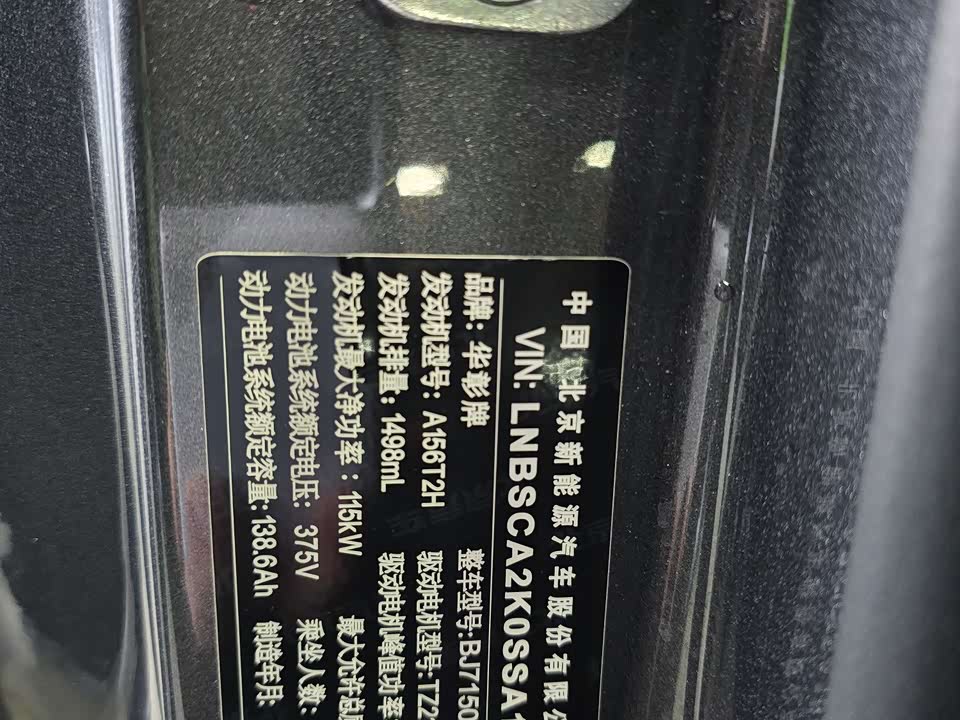 中国 北京新能源汽车股份有限公
VIN: LNBSCA2K0SSA1
品牌: 华彭牌 整车型号:BJ7150
发动机型号: A156T2H 驱动电机型号:TZ2
发动机排量: 1498mL 驱动电机峰值功率
发动机最大净功率: 115kW 最大允许总质
动力电池系统额定电压: 375V 乘坐人数:
动力电池系统额定容量: 138.6Ah 制造年月: